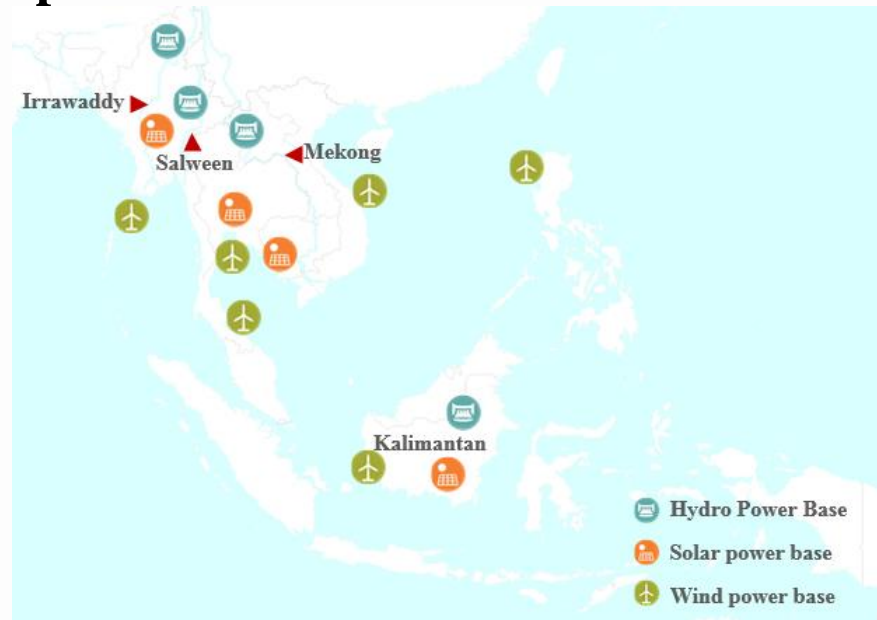 Irrawaddy
Salween
Mekong
Kalimantan
Hydro Power Base
Solar power base
Wind power base